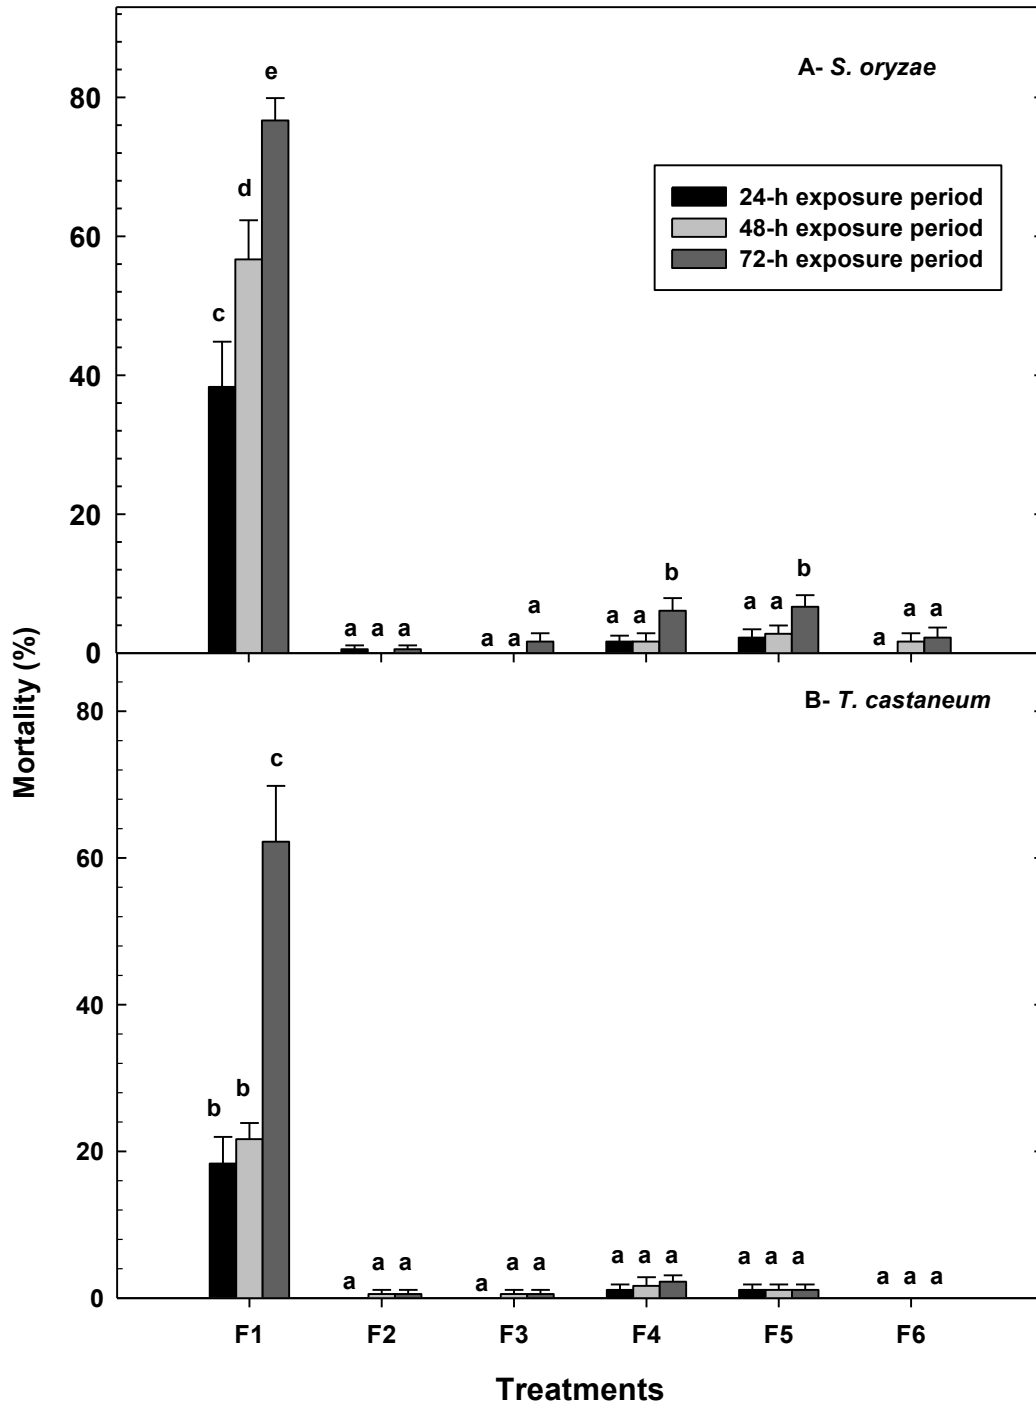 A- S. oryzae
24-h exposure period
48-h exposure period
72-h exposure period
80
60
40
20
0
c
d
e
a a a
a a a
a a b
a a b
a a a
Mortality (%)
B- T. castaneum
80
60
40
20
0
b b c
a a a
a a a
a a a
a a a
a a a
F1 F2 F3 F4 F5 F6
Treatments